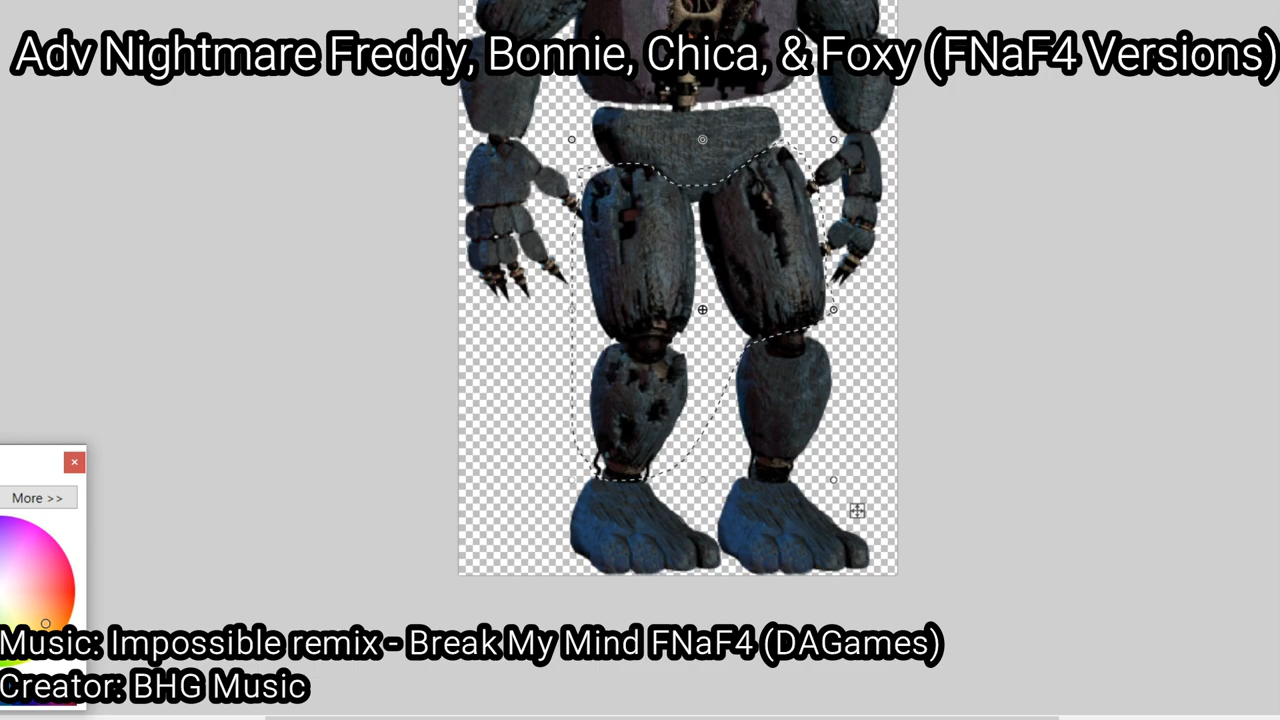 Adv Nightmare Freddy, Bonnie, Chica, & Foxy (FNaF4 Versions)
More >>
Music: Impossible remix - Break My Mind FNaF4 (DAGames)
Creator: BHG Music